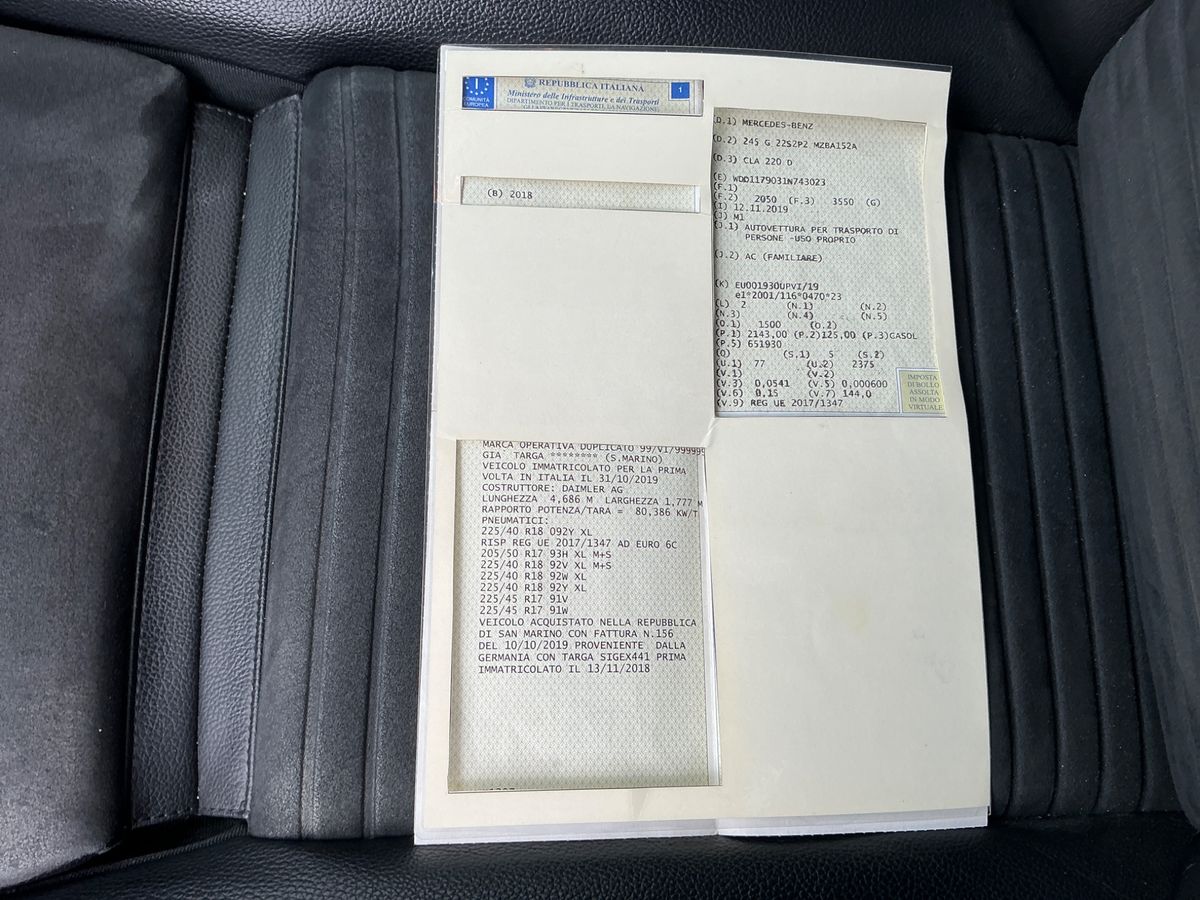 COMUNITÀ
EUROPEA
I
REPUBBLICA ITALIANA
Ministero delle Infrastrutture e dei Trasporti
DIPARTIMENTO PER I TRASPORTI, LA NAVIGAZIONE,
1
(B) 2018
(D.1) MERCEDES-BENZ
(D.2) 245 G 22S2P2 MZBA152A
(D.3) CLA 220 D
(E) WDD1179031N743023
(F.1)
(F.2) 2050 (F.3) 3550 (G)
(I) 12.11.2019
(J) M1
(J.1) AUTOVETTURA PER TRASPORTO DI
PERSONE -USO PROPRIO
(J.2) AC (FAMILIARE)
(K) EU001930UPVI/19
e1*2001/116*0470*23
(L) 2 (N.1) (N.2)
(N.3) (N.4) (N.5)
(O.1) 1500 (O.2)
(P.1) 2143,00 (P.2)125,00 (P.3)GASOL
(P.5) 651930
(Q) (S.1) 5 (S.2)
(U.1) 77 (U.2) 2375
(V.1) (V.2)
(V.3) 0,0541 (V.5) 0,000600
(V.6) 0,15 (V.7) 144,0
(V.9) REG UE 2017/1347
IMPOSTA
DI BOLLO
ASSOLTA
IN MODO
VIRTUALE
MARCA OPERATIVA DUPLICATO 99/VI/999999
GIA' TARGA ******** (S.MARINO)
VEICOLO IMMATRICOLATO PER LA PRIMA
VOLTA IN ITALIA IL 31/10/2019
COSTRUTTORE: DAIMLER AG
LUNGHEZZA 4,686 M LARGHEZZA 1,777 M
RAPPORTO POTENZA/TARA = 80,386 KW/T
PNEUMATICI:
225/40 R18 092Y XL
RISP REG UE 2017/1347 AD EURO 6C
205/50 R17 93H XL M+S
225/40 R18 92V XL M+S
225/40 R18 92W XL
225/40 R18 92Y XL
225/45 R17 91V
225/45 R17 91W
VEICOLO ACQUISTATO NELLA REPUBBLICA
DI SAN MARINO CON FATTURA N.156
DEL 10/10/2019 PROVENIENTE DALLA
GERMANIA CON TARGA SIGEX441 PRIMA
IMMATRICOLATO IL 13/11/2018